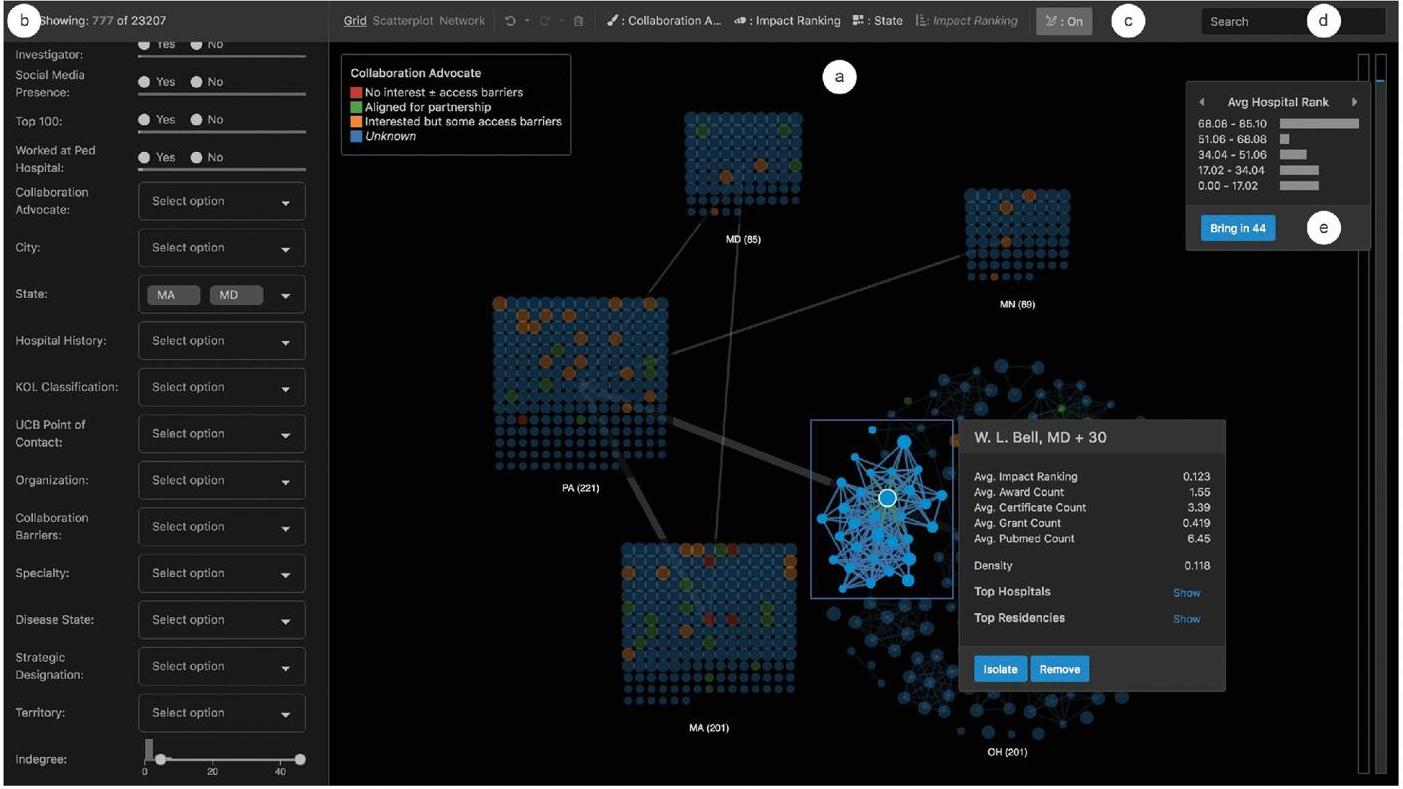 b
Showing: 777 of 23207
Grid Scatterplot Network
: Collaboration A... : Impact Ranking : State : Impact Ranking
: On
c
Search
d
Investigator:
Yes No
Social Media
Presence:
Yes No
Top 100:
Yes No
Worked at Ped
Hospital:
Yes No
Collaboration
Advocate:
Select option
City:
Select option
State:
MA MD
Hospital History:
Select option
KOL Classification:
Select option
UCB Point of
Contact:
Select option
Organization:
Select option
Collaboration
Barriers:
Select option
Specialty:
Select option
Disease State:
Select option
Strategic
Designation:
Select option
Territory:
Select option
Indegree:
0 20 40
Collaboration Advocate
No interest ± access barriers
Aligned for partnership
Interested but some access barriers
Unknown
a
MD (85)
MN (69)
PA (221)
MA (201)
OH (201)
Avg Hospital Rank
68.08 - 85.10
51.06 - 68.08
34.04 - 51.06
17.02 - 34.04
0.00 - 17.02
Bring in 44
e
W. L. Bell, MD + 30
Avg. Impact Ranking 0.123
Avg. Award Count 1.55
Avg. Certificate Count 3.39
Avg. Grant Count 0.419
Avg. Pubmed Count 6.45
Density 0.118
Top Hospitals Show
Top Residencies Show
Isolate Remove